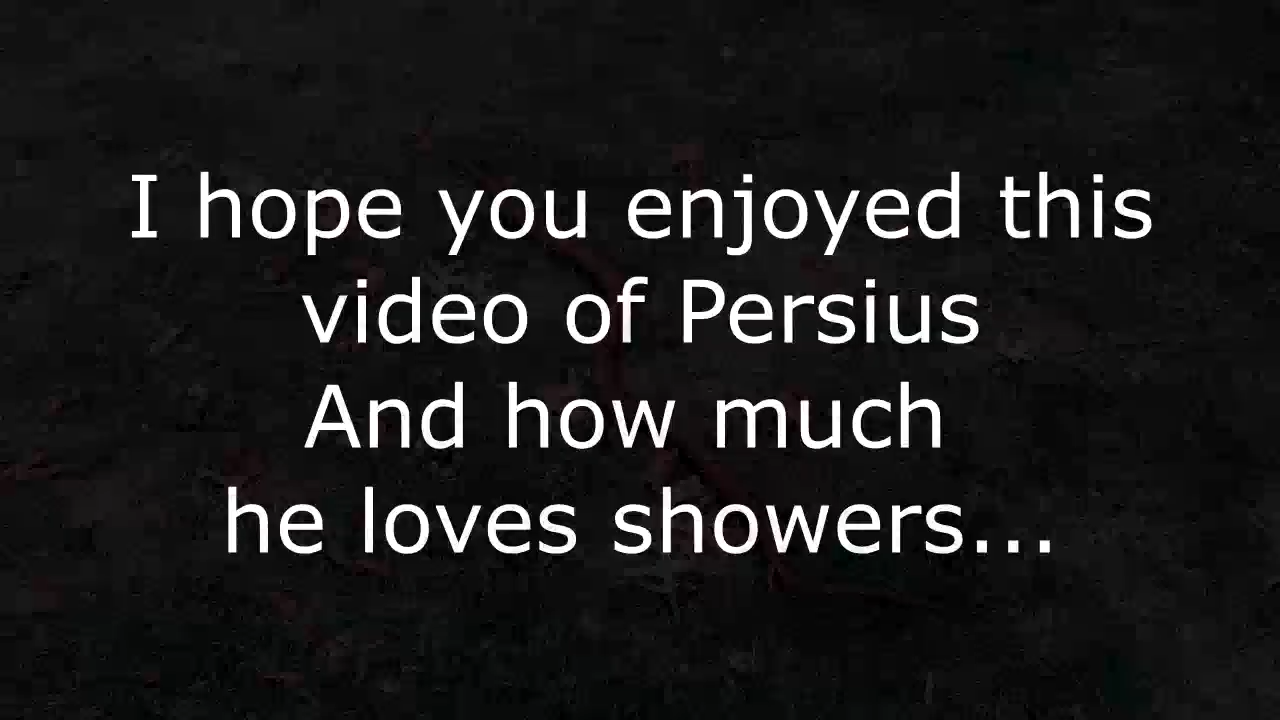 I hope you enjoyed this
video of Persius
And how much
he loves showers...